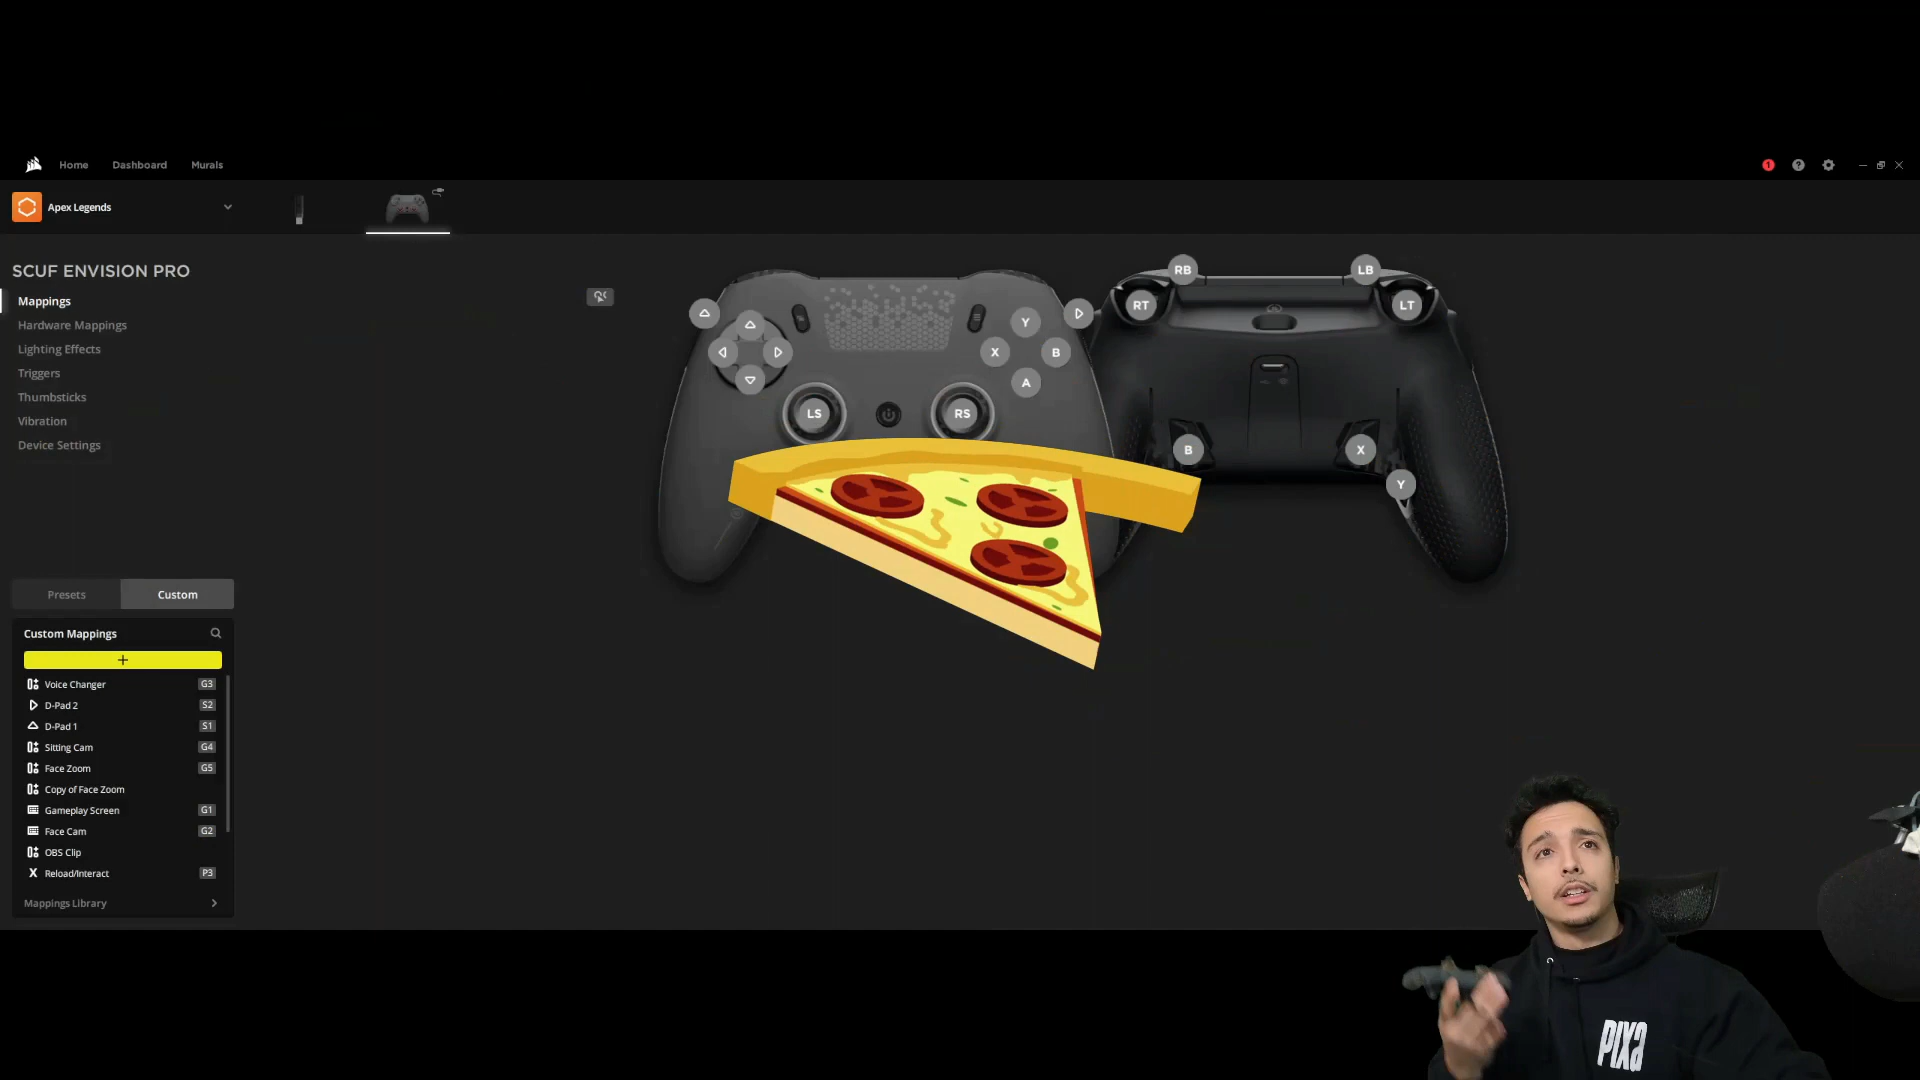 Home Dashboard Murals
1 ?
Apex Legends
SCUF ENVISION PRO
Mappings
Hardware Mappings
Lighting Effects
Triggers
Thumbsticks
Vibration
Device Settings
RB LB
RT LT
Y
X B
A
LS RS
B X
Y
Presets Custom
Custom Mappings
+
Voice Changer G3
D-Pad 2 S2
D-Pad 1 S1
Sitting Cam G4
Face Zoom G5
Copy of Face Zoom
Gameplay Screen G1
Face Cam G2
OBS Clip
X Reload/Interact P3
Mappings Library
PIXA